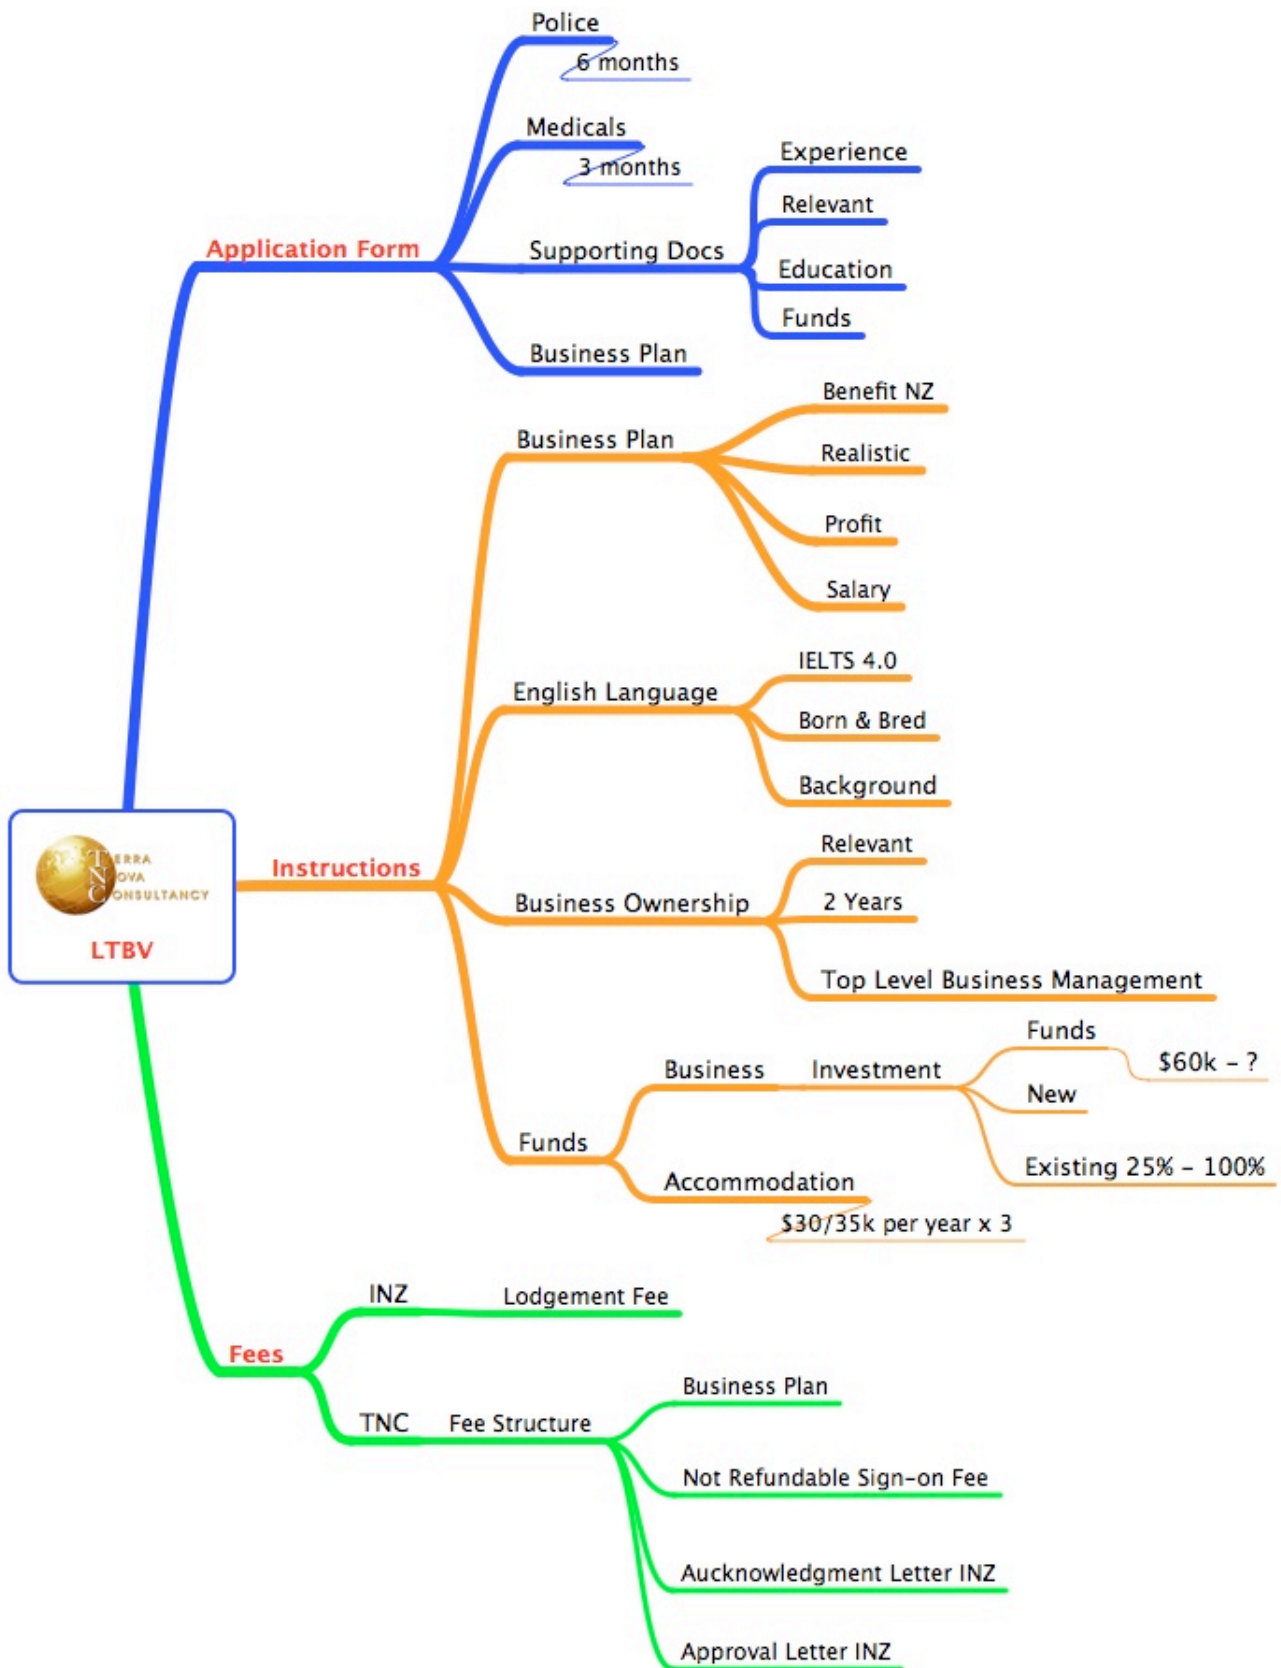 Police
6 months
Medicals
3 months
Experience
Relevant
Application Form
Supporting Docs
Education
Funds
Business Plan
Benefit NZ
Business Plan
Realistic
Profit
Salary
IELTS 4.0
English Language
Born & Bred
Background
TERRA
NOVA
CONSULTANCY
LTBV
Instructions
Relevant
Business Ownership
2 Years
Top Level Business Management
Funds
$60k – ?
Business
Investment
New
Funds
Existing 25% – 100%
Accommodation
$30/35k per year x 3
INZ
Lodgement Fee
Fees
Business Plan
TNC
Fee Structure
Not Refundable Sign-on Fee
Aucknowledgment Letter INZ
Approval Letter INZ